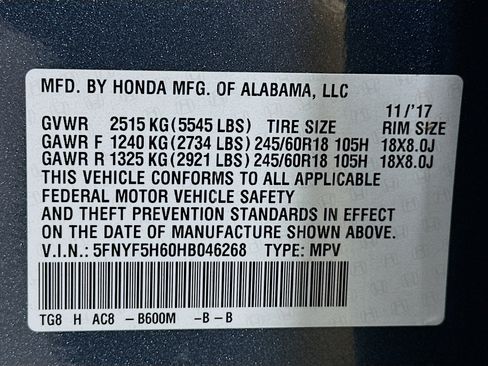 MFD. BY HONDA MFG. OF ALABAMA, LLC
11/'17
GVWR 2515 KG (5545 LBS) TIRE SIZE RIM SIZE
GAWR F 1240 KG (2734 LBS) 245/60R18 105H 18X8.0J
GAWR R 1325 KG (2921 LBS) 245/60R18 105H 18X8.0J
THIS VEHICLE CONFORMS TO ALL APPLICABLE
FEDERAL MOTOR VEHICLE SAFETY
AND THEFT PREVENTION STANDARDS IN EFFECT
ON THE DATE OF MANUFACTURE SHOWN ABOVE.
V.I.N.: 5FNYF5H60HB046268 TYPE: MPV
TG8 H AC8 -B600M -B-B